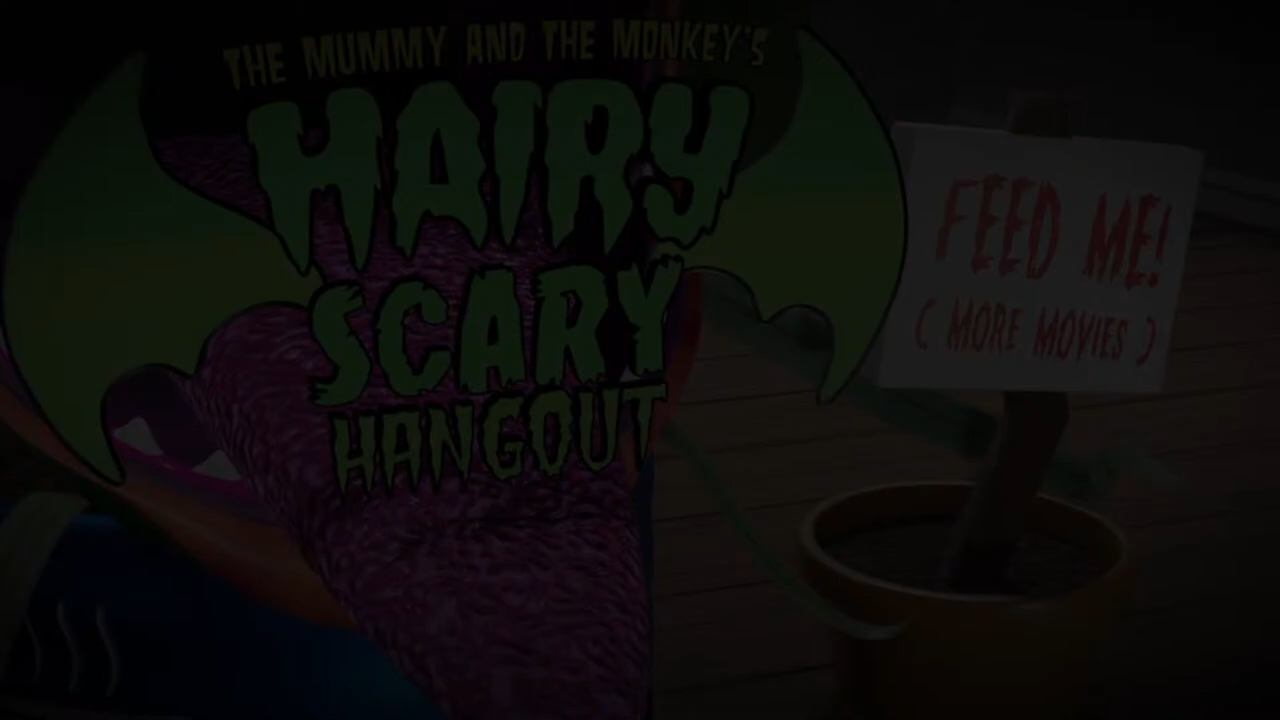 THE MUMMY AND THE MONKEY'S
HAIRY
SCARY
HANGOUT
FEED ME!
( MORE MOVIES )